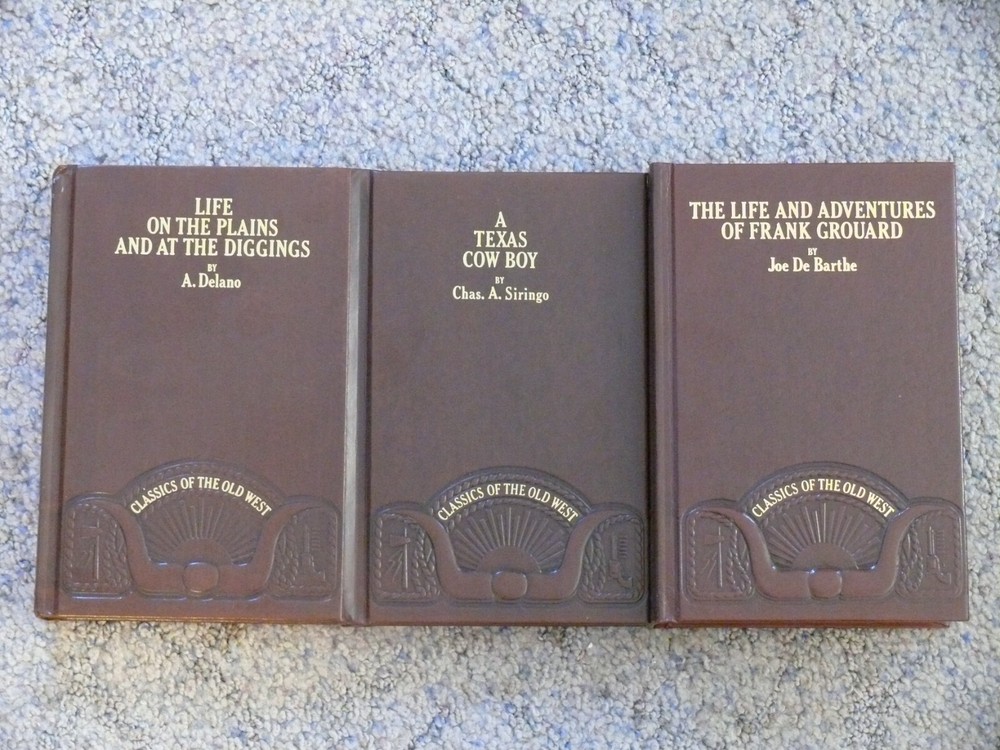 LIFE
ON THE PLAINS
AND AT THE DIGGINGS
BY
A. Delano
CLASSICS OF THE OLD WEST
A
TEXAS
COW BOY
BY
Chas. A. Siringo
CLASSICS OF THE OLD WEST
THE LIFE AND ADVENTURES
OF FRANK GROUARD
BY
Joe De Barthe
CLASSICS OF THE OLD WEST